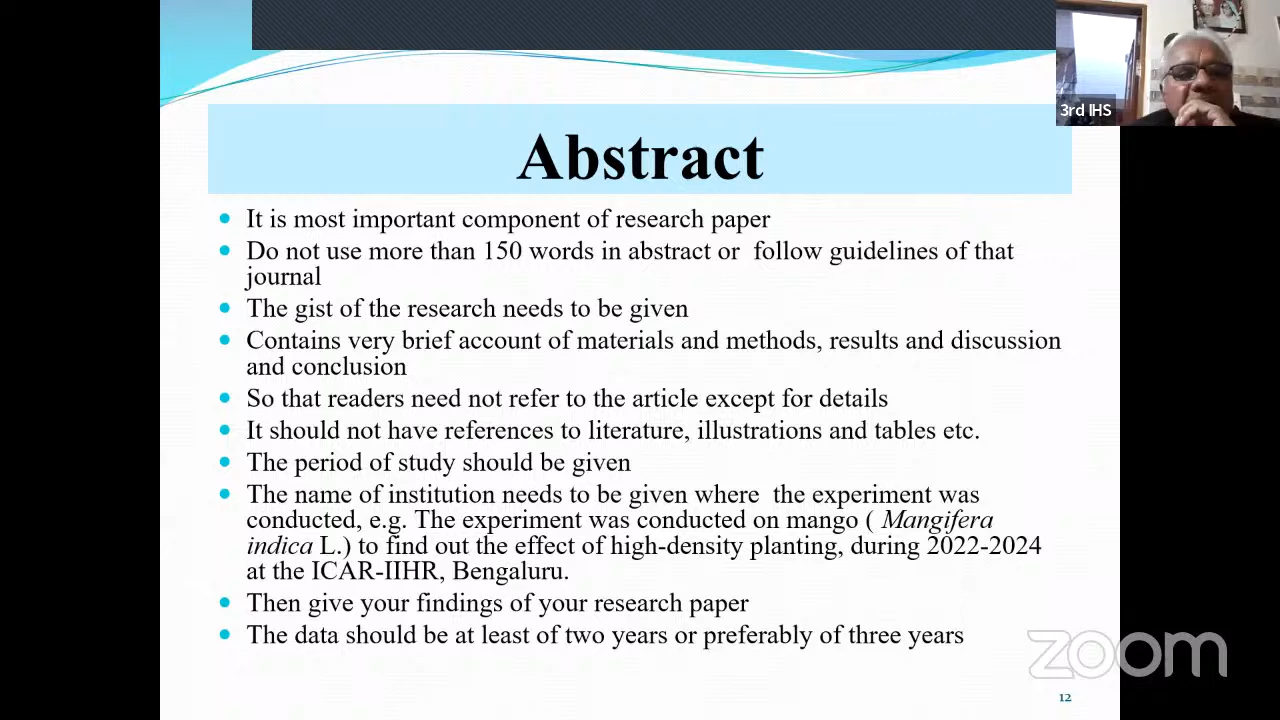 3rd IHS
Abstract
It is most important component of research paper
Do not use more than 150 words in abstract or follow guidelines of that
journal
The gist of the research needs to be given
Contains very brief account of materials and methods, results and discussion
and conclusion
So that readers need not refer to the article except for details
It should not have references to literature, illustrations and tables etc.
The period of study should be given
The name of institution needs to be given where the experiment was
conducted, e.g. The experiment was conducted on mango ( Mangifera
indica L.) to find out the effect of high-density planting, during 2022-2024
at the ICAR-IIHR, Bengaluru.
Then give your findings of your research paper
The data should be at least of two years or preferably of three years
zoom
12